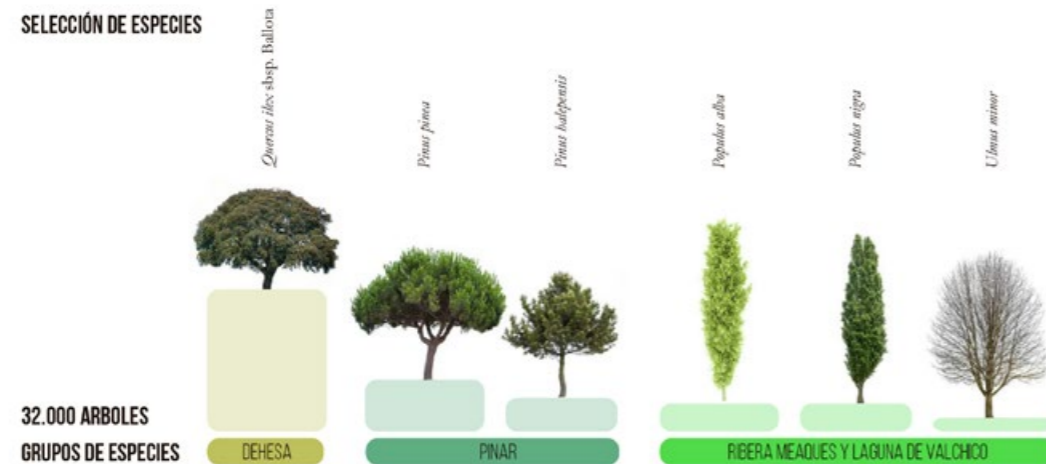 SELECCIÓN DE ESPECIES
Quercus ilex sbsp. Ballota
Pinus pinea
Pinus halepensis
Populus alba
Populus nigra
Ulmus minor
32.000 ARBOLES
GRUPOS DE ESPECIES
DEHESA
PINAR
RIBERA MEAQUES Y LAGUNA DE VALCHICO